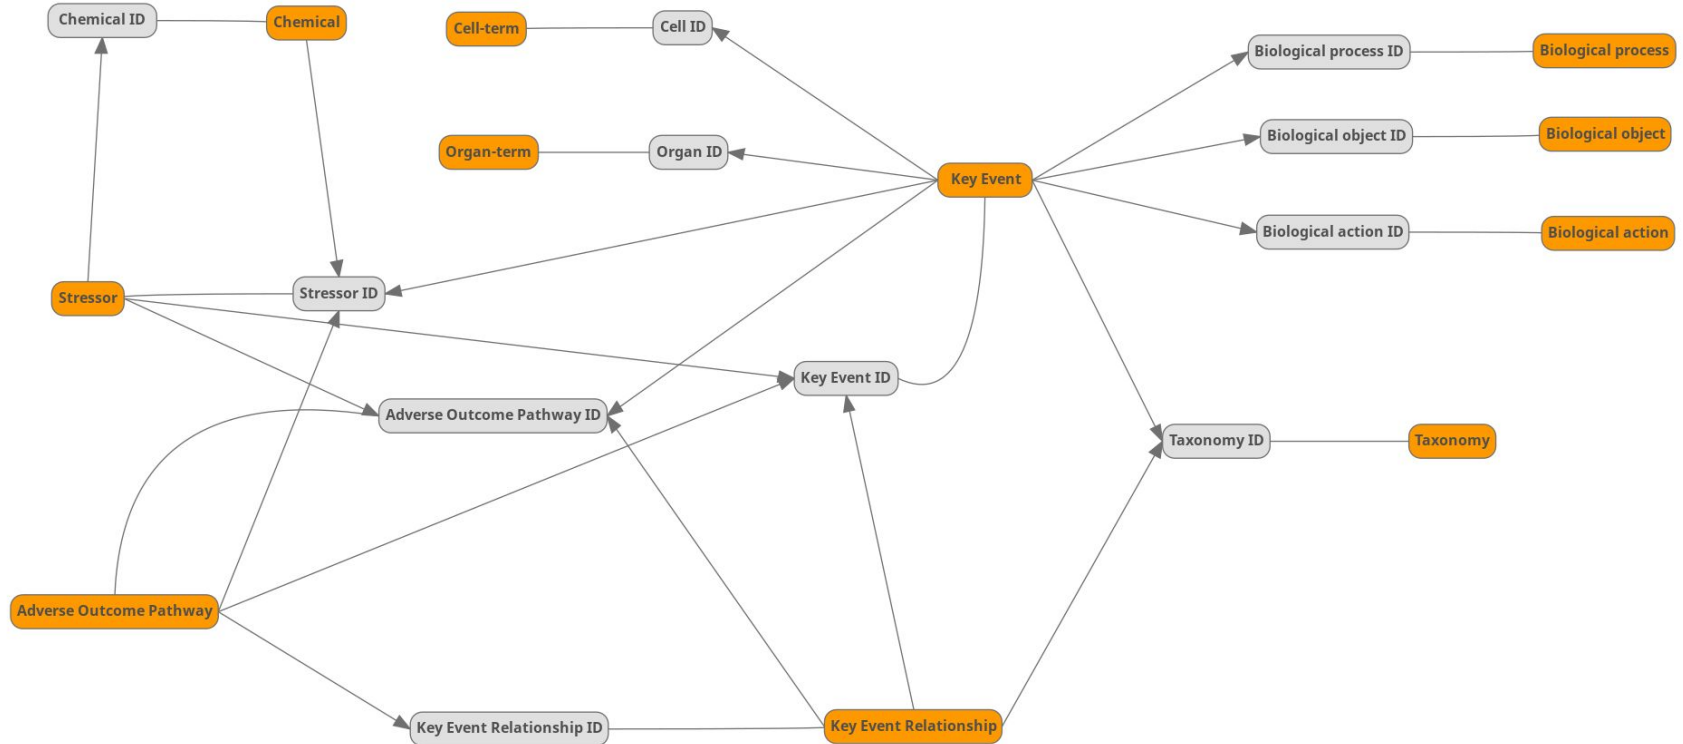 Chemical ID
Chemical
Cell-term
Cell ID
Biological process ID
Biological process
Organ-term
Organ ID
Biological object ID
Biological object
Key Event
Biological action ID
Biological action
Stressor
Stressor ID
Key Event ID
Adverse Outcome Pathway ID
Taxonomy ID
Taxonomy
Adverse Outcome Pathway
Key Event Relationship ID
Key Event Relationship